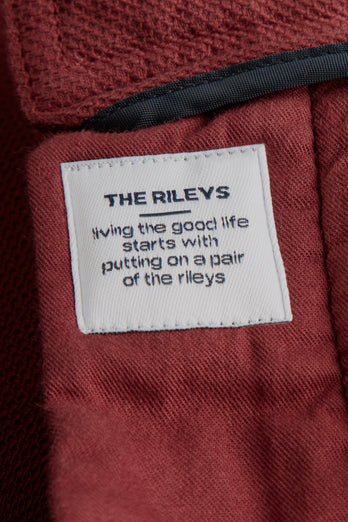 THE RILEYS
living the good life
starts with
putting on a pair
of the rileys